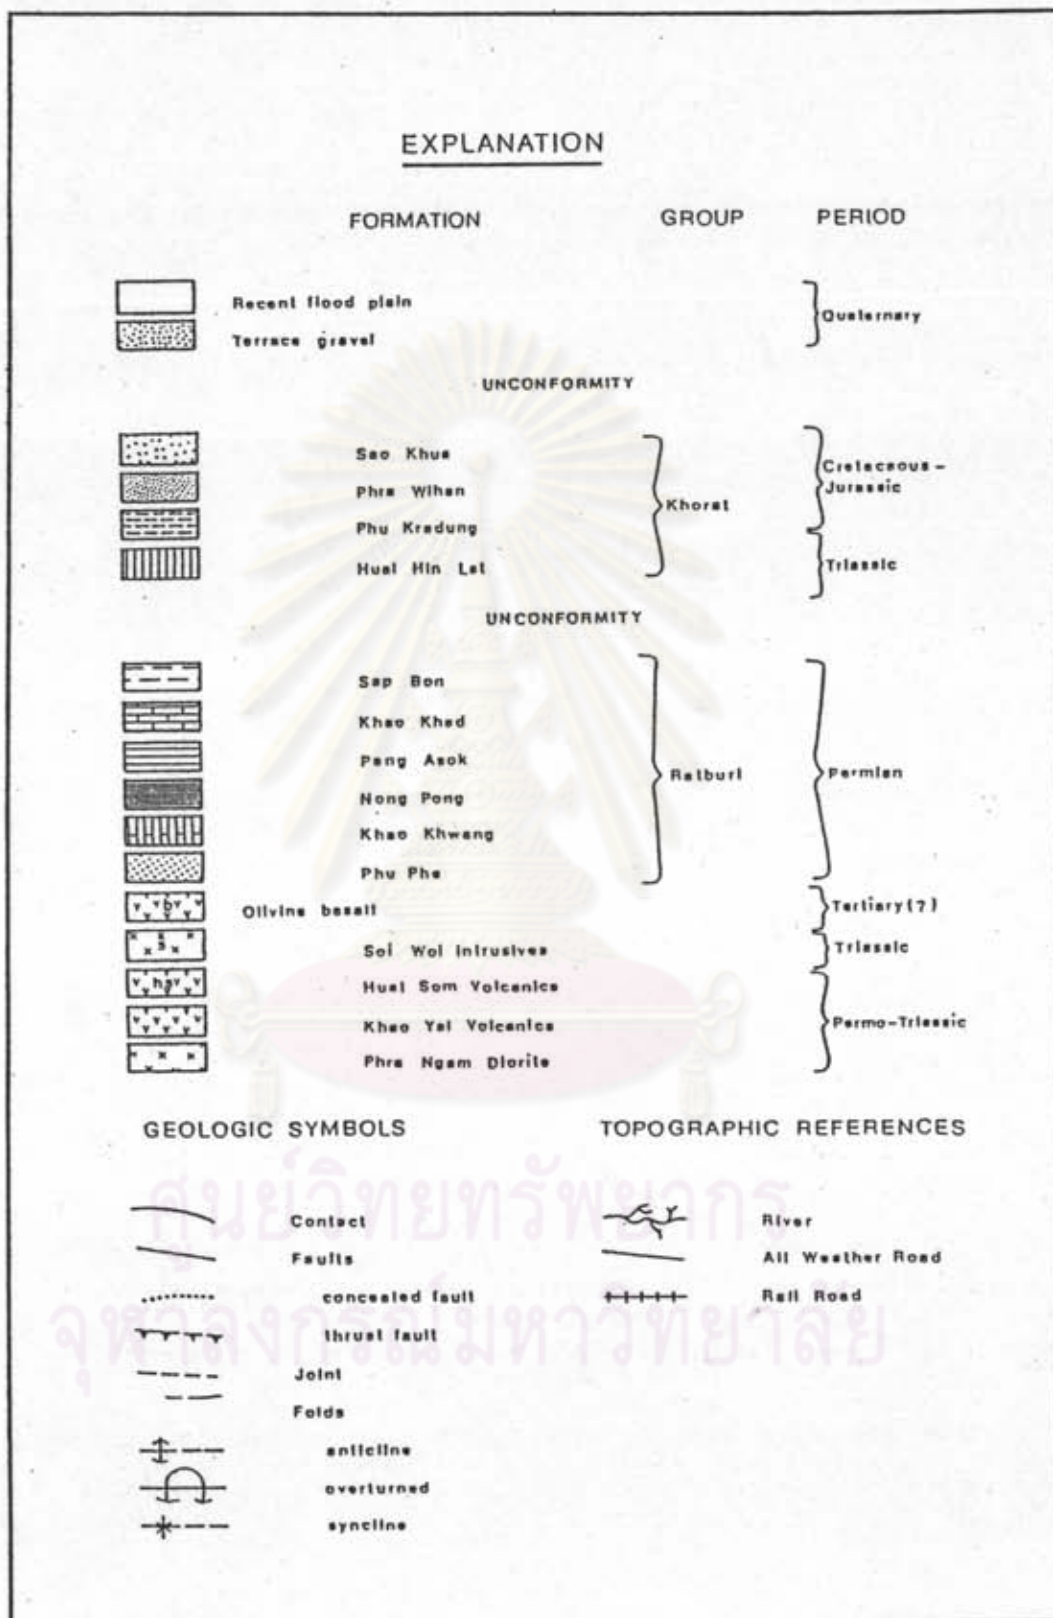 EXPLANATION
FORMATION GROUP PERIOD
Recent flood plain
Terrace gravel
Quaternary
UNCONFORMITY
Sao Khua
Phra Wihan
Phu Kradung
Huai Hin Lat
Khorat
Cretaceous-
Jurassic
Triassic
UNCONFORMITY
Sap Bon
Khao Khad
Pang Asok
Nong Pong
Khao Khwang
Phu Phe
Ratburi
Permian
b Olivine basalt Tertiary(?)
s Soi Woi Intrusives Triassic
hs Huai Som Volcanics
Khao Yai Volcanics
Phra Ngam Diorite
Permo-Triassic
GEOLOGIC SYMBOLS TOPOGRAPHIC REFERENCES
Contact River
Faults All Weather Road
concealed fault Rail Road
thrust fault
Joint
Folds
anticline
overturned
syncline
ศูนย์วิทยทรัพยากร
จุฬาลงกรณ์มหาวิทยาลัย